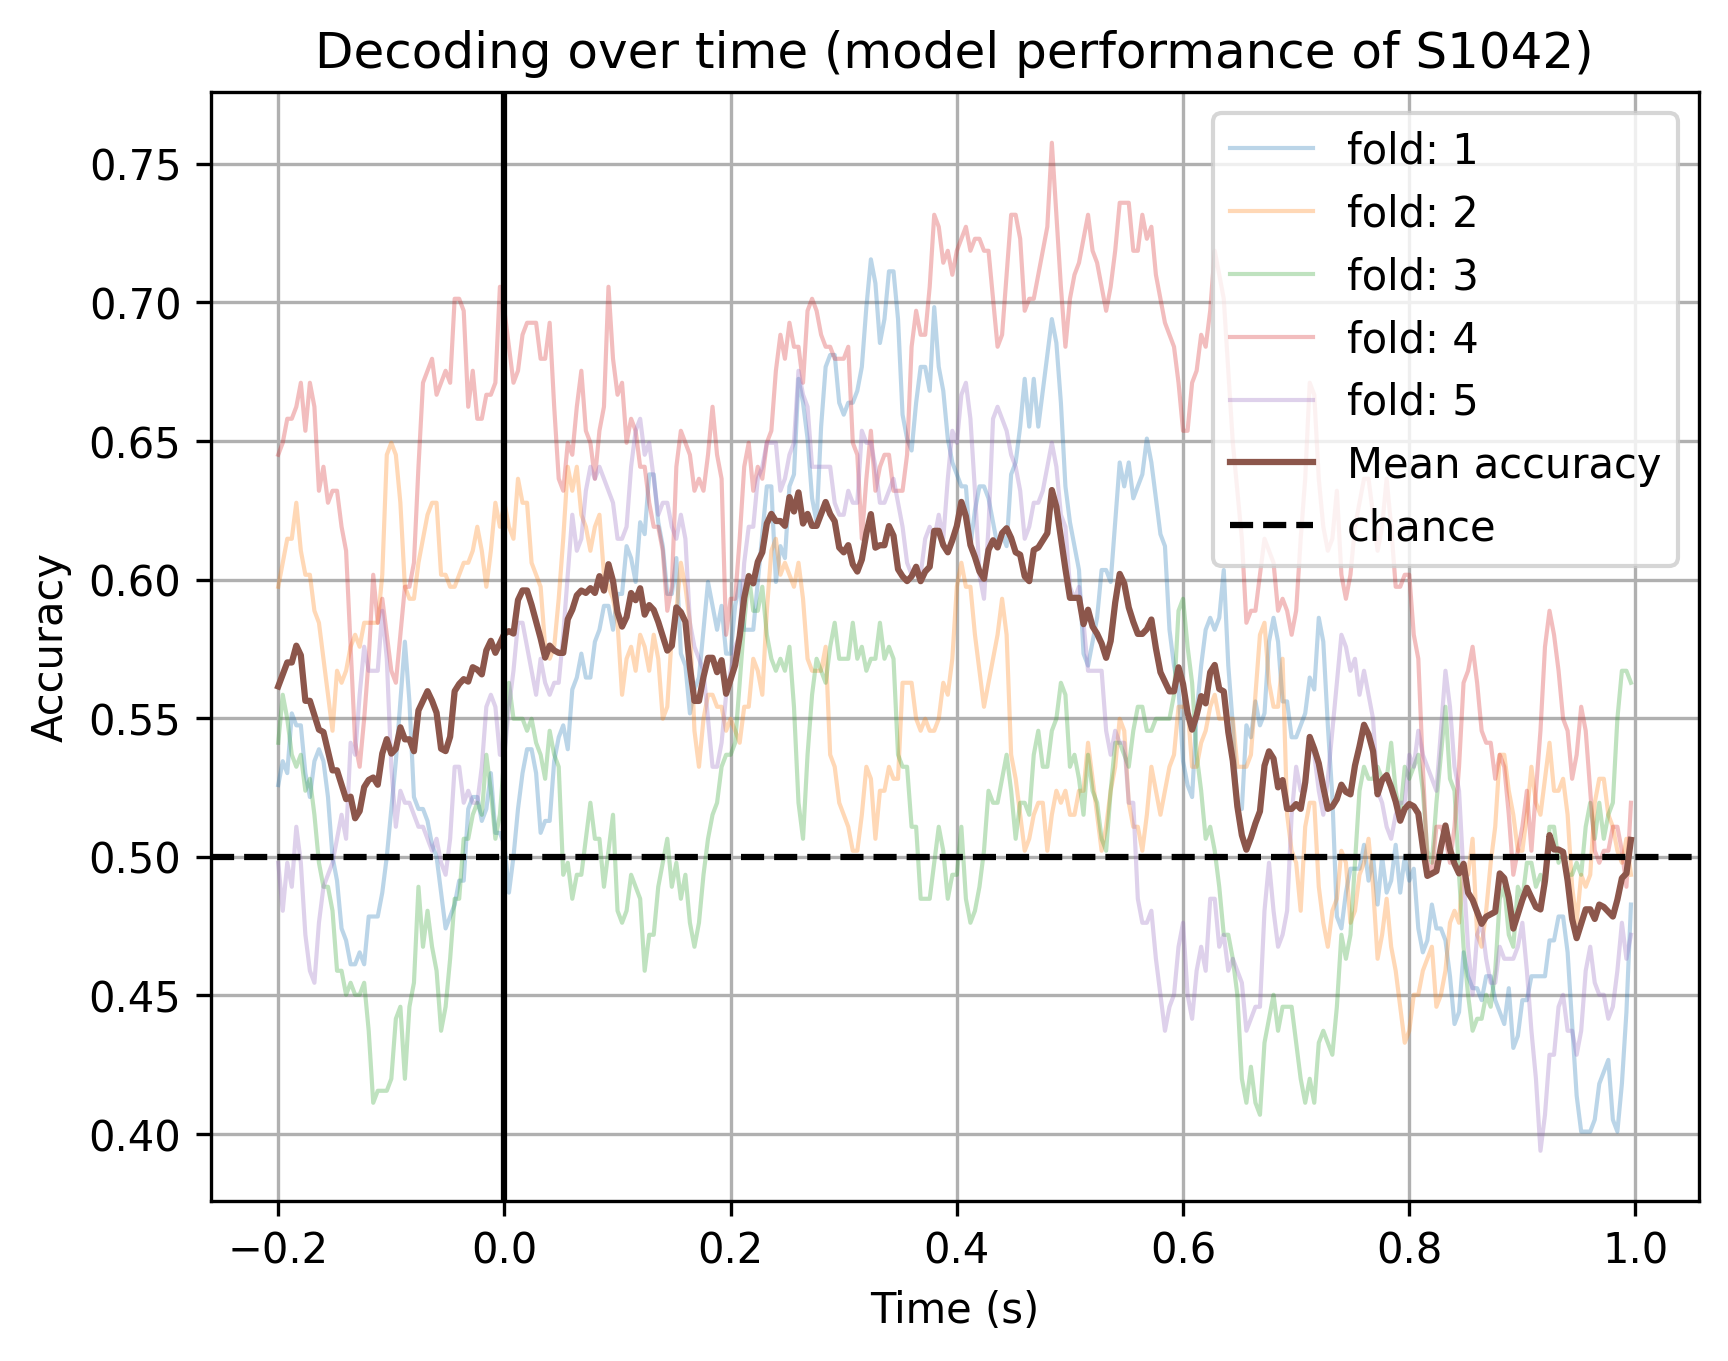 Decoding over time (model performance of S1042)
Accuracy
0.75
0.70
0.65
0.60
0.55
0.50
0.45
0.40
fold: 1
fold: 2
fold: 3
fold: 4
fold: 5
Mean accuracy
chance
−0.2 0.0 0.2 0.4 0.6 0.8 1.0
Time (s)